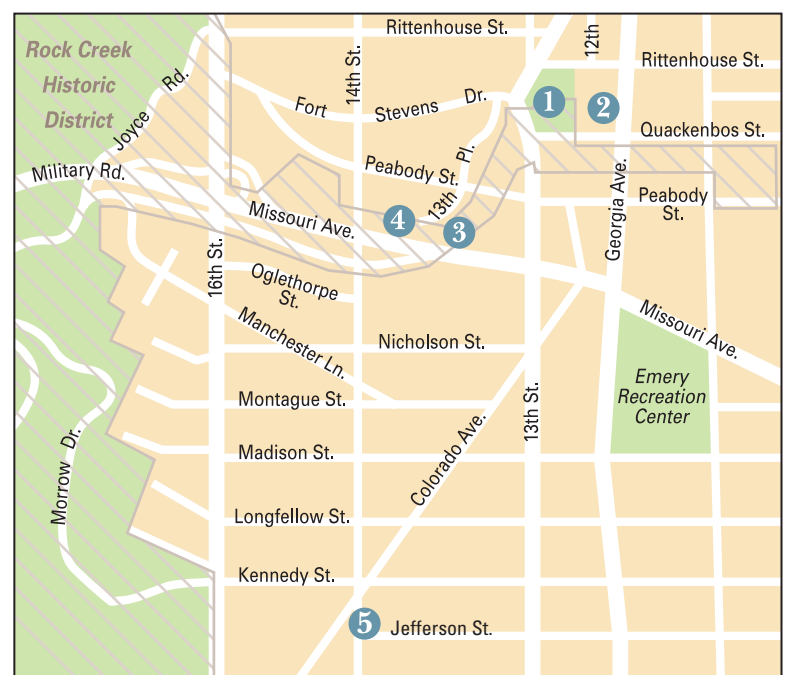 Rock Creek
Historic
District
Joyce Rd.
Military Rd.
Rittenhouse St.
14th St.
12th
Rittenhouse St.
Fort Stevens Dr.
1
2
Quackenbos St.
Peabody St.
13th Pl.
Georgia Ave.
Peabody
St.
Missouri Ave.
4
3
16th St.
Oglethorpe
St.
Manchester Ln.
Nicholson St.
Missouri Ave.
Emery
Recreation
Center
Montague St.
13th St.
Colorado Ave.
Madison St.
Morrow Dr.
Longfellow St.
Kennedy St.
5
Jefferson St.